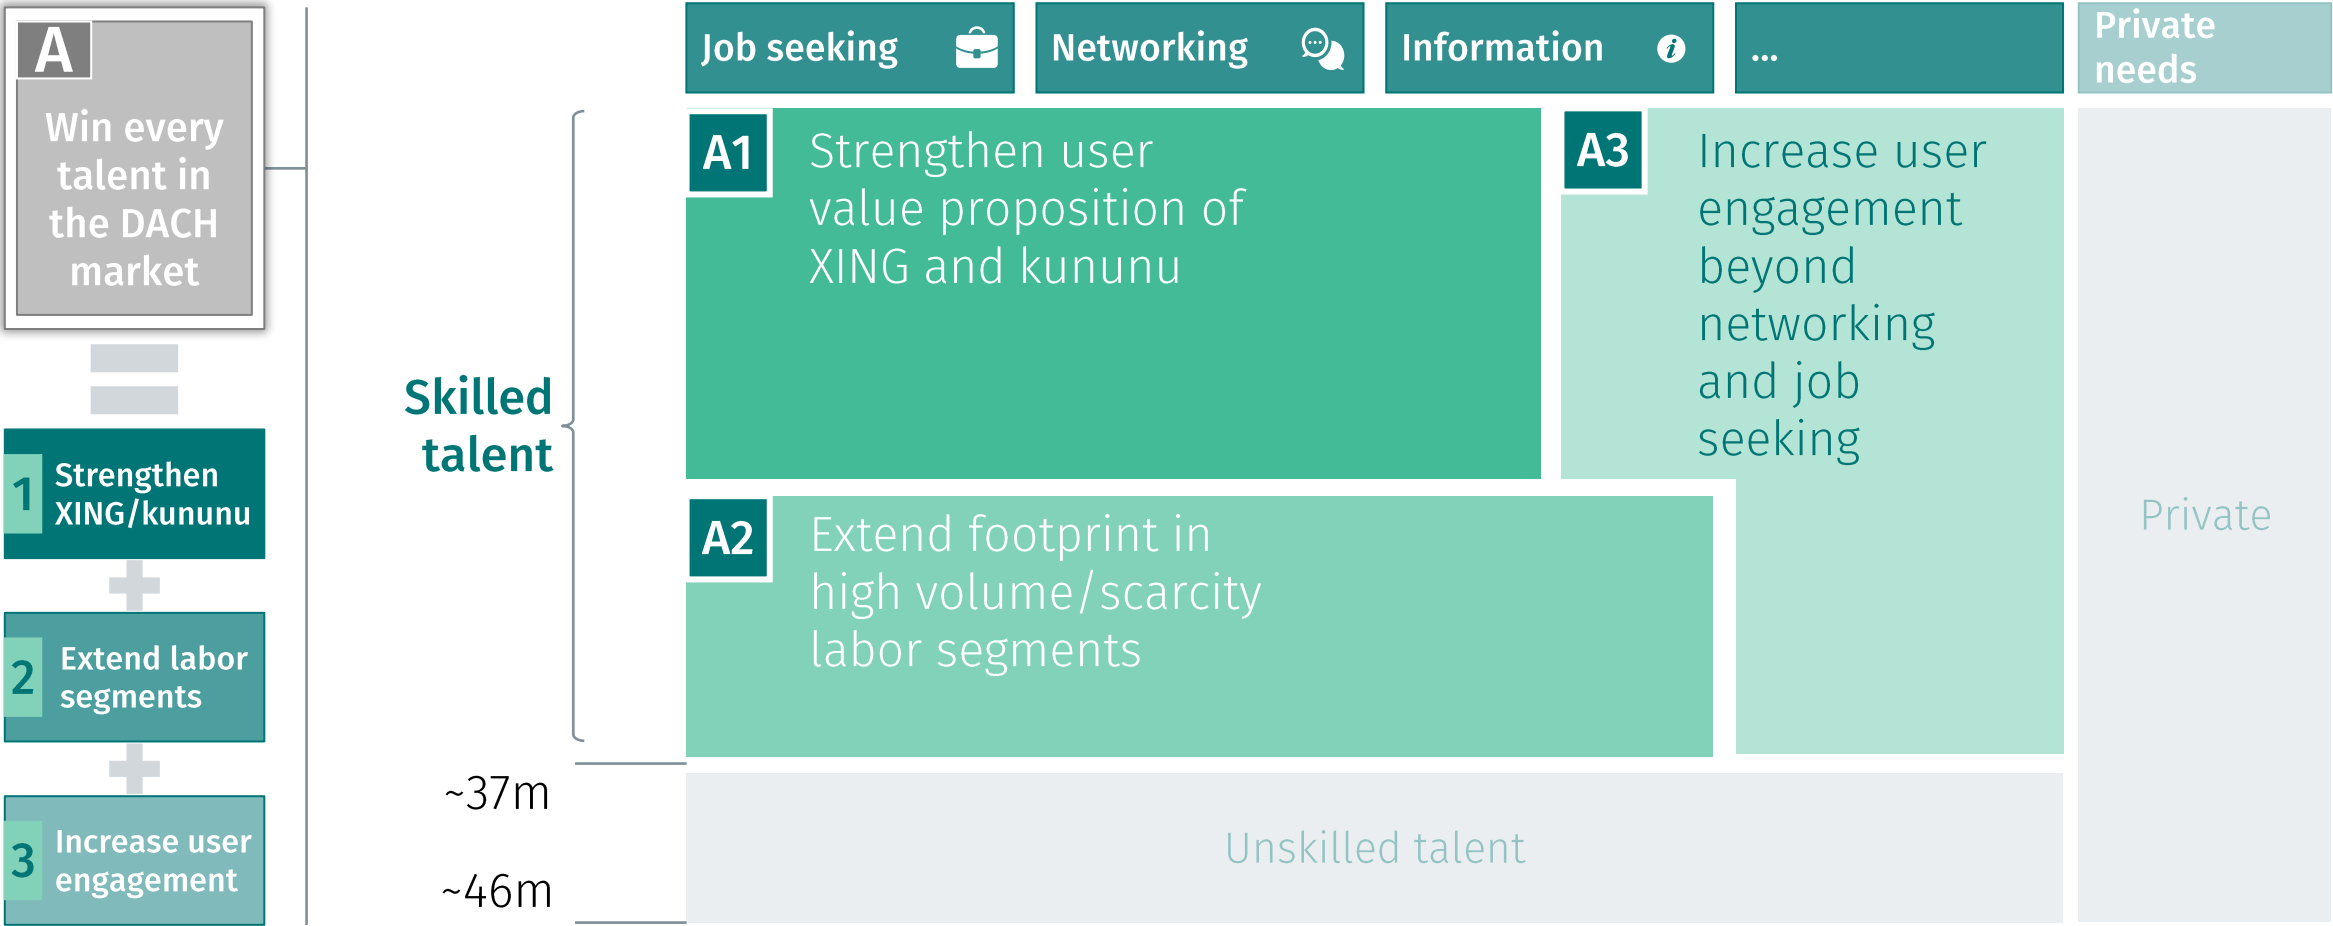 A
Win every
talent in
the DACH
market
1
Strengthen
XING/kununu
2
Extend labor
segments
3
Increase user
engagement
Job seeking
Networking
Information
i
...
Private
needs
Skilled
talent
A1
Strengthen user
value proposition of
XING and kununu
A2
Extend footprint in
high volume/scarcity
labor segments
A3
Increase user
engagement
beyond
networking
and job
seeking
Private
~37m
~46m
Unskilled talent